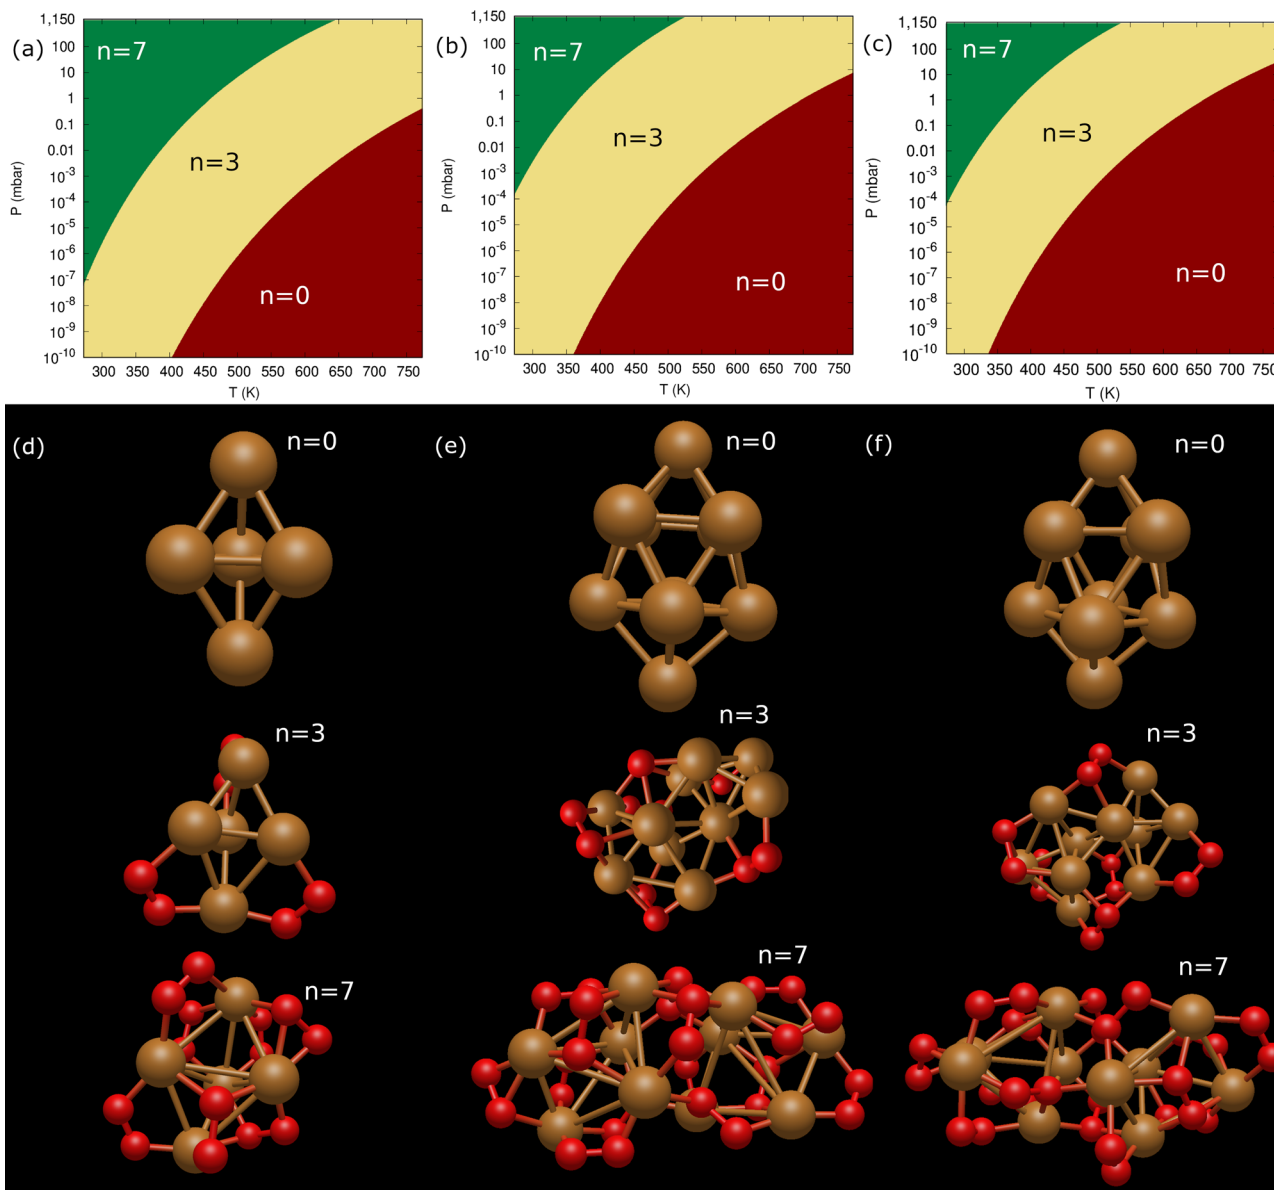 (a)
1,150
100
10
1
0.1
0.01
10⁻³
10⁻⁴
10⁻⁵
10⁻⁶
10⁻⁷
10⁻⁸
10⁻⁹
10⁻¹⁰
P (mbar)
n=7
n=3
n=0
300 350 400 450 500 550 600 650 700 750
T (K)
(b)
1,150
100
10
1
0.1
0.01
10⁻³
10⁻⁴
10⁻⁵
10⁻⁶
10⁻⁷
10⁻⁸
10⁻⁹
10⁻¹⁰
P (mbar)
n=7
n=3
n=0
300 350 400 450 500 550 600 650 700 750
T (K)
(c)
1,150
100
10
1
0.1
0.01
10⁻³
10⁻⁴
10⁻⁵
10⁻⁶
10⁻⁷
10⁻⁸
10⁻⁹
10⁻¹⁰
P (mbar)
n=7
n=3
n=0
300 350 400 450 500 550 600 650 700 750
T (K)
(d)
n=0
n=3
n=7
(e)
n=0
n=3
n=7
(f)
n=0
n=3
n=7